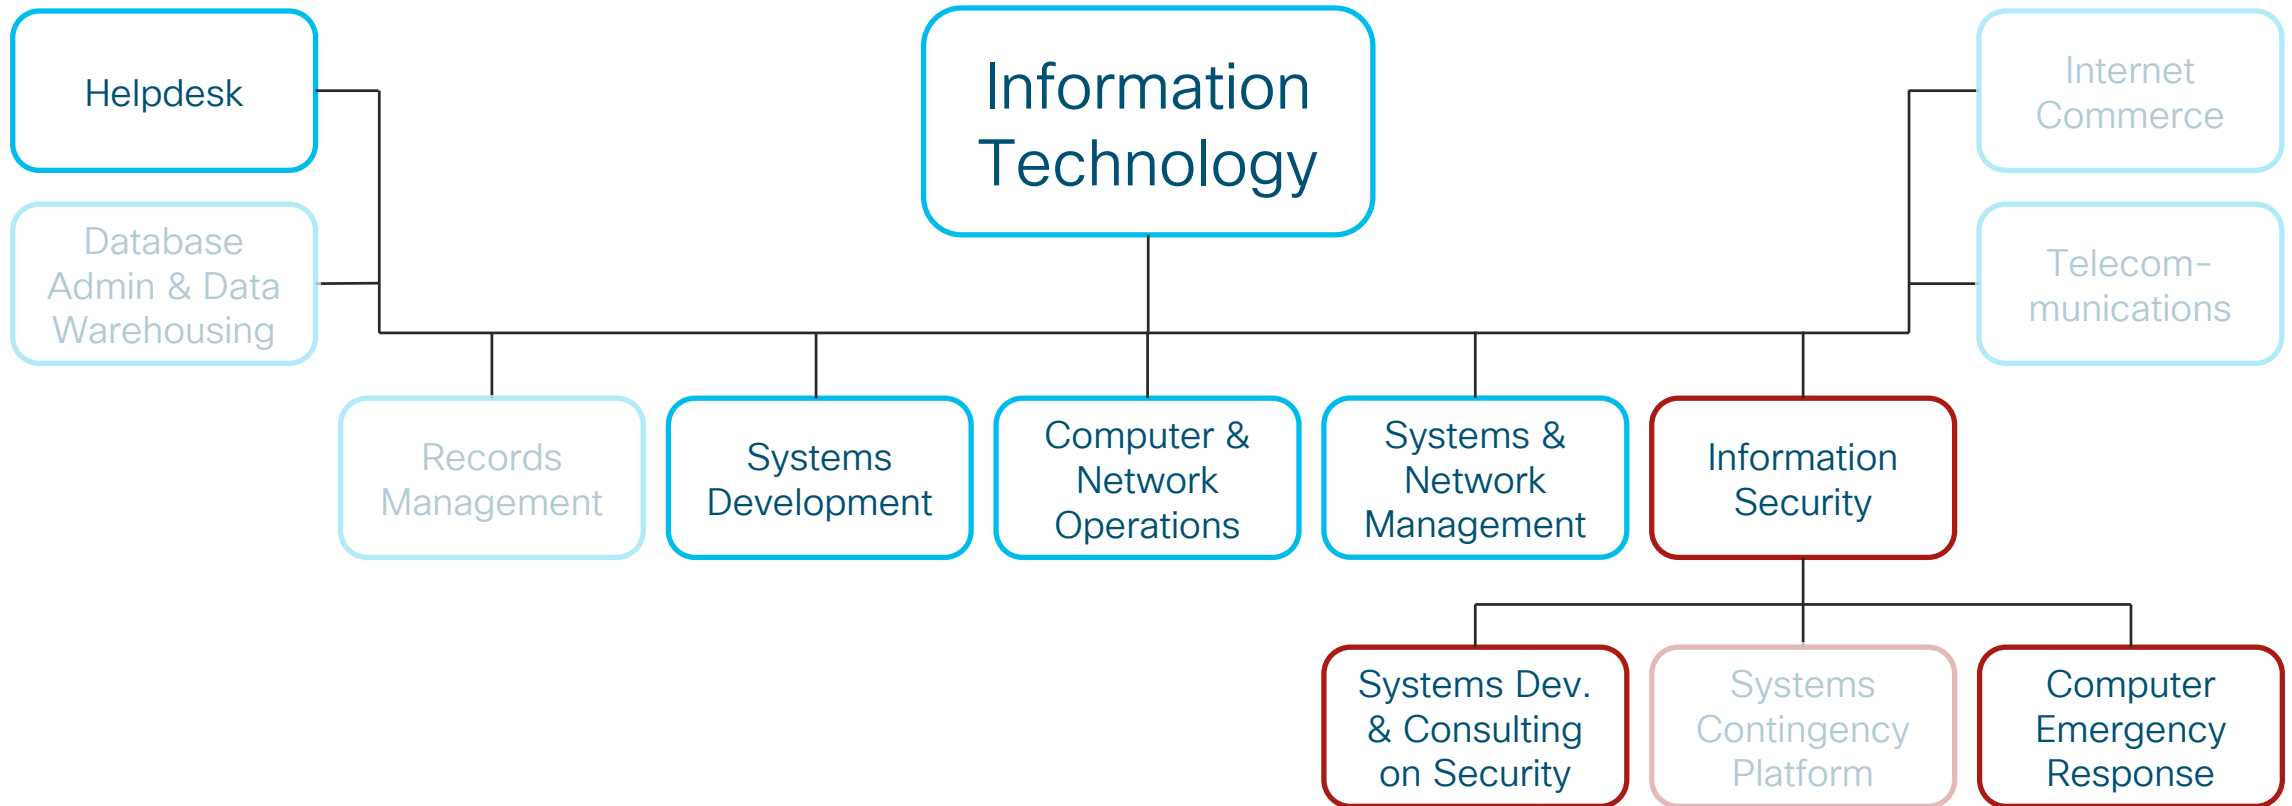 Helpdesk
Information
Technology
Internet
Commerce
Database
Admin & Data
Warehousing
Telecom-
munications
Records
Management
Systems
Development
Computer &
Network
Operations
Systems &
Network
Management
Information
Security
Systems Dev.
& Consulting
on Security
Systems
Contingency
Platform
Computer
Emergency
Response